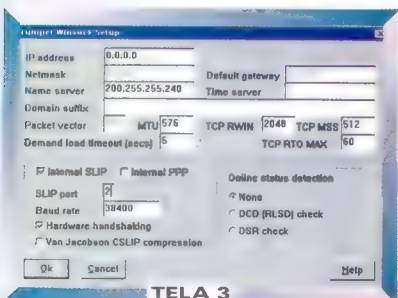 Trumpet Winsock Setup
IP address 0.0.0.0
Netmask Default gateway
Name server 200.255.255.240 Time server
Domain suffix
Packet vector MTU 576 TCP RWIN 2048 TCP MSS 512
Demand load timeout (secs) 5 TCP RTO MAX 60
Internal SLIP Internal PPP Online status detection
SLIP port 2 None
Baud rate 38400 DCD (RLSD) check
Hardware handshaking DSR check
Van Jacobson CSLIP compression
Ok Cancel Help
TELA 3